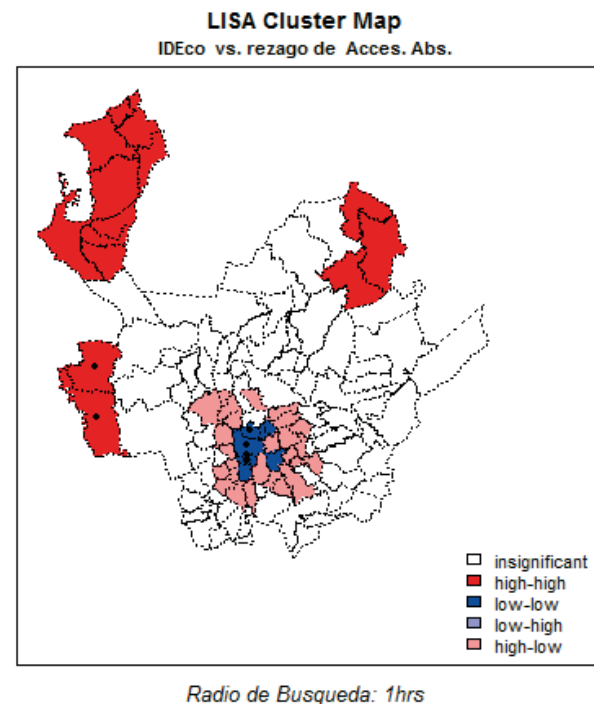 LISA Cluster Map
IDEco vs. rezago de Acces. Abs.
insignificant
high-high
low-low
low-high
high-low
Radio de Busqueda: 1hrs